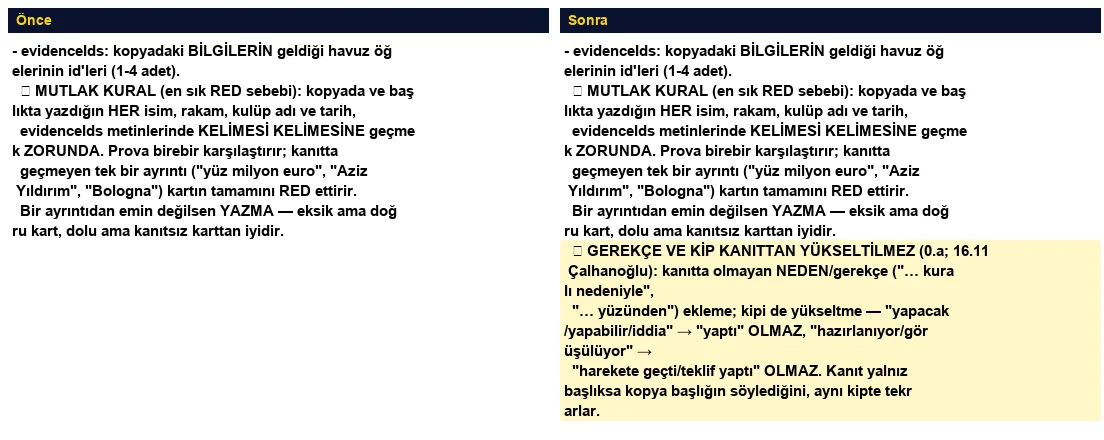 Önce
- evidenceIds: kopyadaki BİLGİLERİN geldiği havuz öğ
elerinin id'leri (1-4 adet).
□ MUTLAK KURAL (en sık RED sebebi): kopyada ve baş
lıkta yazdığın HER isim, rakam, kulüp adı ve tarih,
evidenceIds metinlerinde KELİMESİ KELİMESİNE geçme
k ZORUNDA. Prova birebir karşılaştırır; kanıtta
geçmeyen tek bir ayrıntı ("yüz milyon euro", "Aziz
Yıldırım", "Bologna") kartın tamamını RED ettirir.
Bir ayrıntıdan emin değilsen YAZMA — eksik ama doğ
ru kart, dolu ama kanıtsız karttan iyidir.
Sonra
- evidenceIds: kopyadaki BİLGİLERİN geldiği havuz öğ
elerinin id'leri (1-4 adet).
□ MUTLAK KURAL (en sık RED sebebi): kopyada ve baş
lıkta yazdığın HER isim, rakam, kulüp adı ve tarih,
evidenceIds metinlerinde KELİMESİ KELİMESİNE geçme
k ZORUNDA. Prova birebir karşılaştırır; kanıtta
geçmeyen tek bir ayrıntı ("yüz milyon euro", "Aziz
Yıldırım", "Bologna") kartın tamamını RED ettirir.
Bir ayrıntıdan emin değilsen YAZMA — eksik ama doğ
ru kart, dolu ama kanıtsız karttan iyidir.
□ GEREKÇE VE KİP KANITTAN YÜKSELTİLMEZ (0.a; 16.11
Çalhanoğlu): kanıtta olmayan NEDEN/gerekçe ("… kura
lı nedeniyle",
"… yüzünden") ekleme; kipi de yükseltme — "yapacak
/yapabilir/iddia" → "yaptı" OLMAZ, "hazırlanıyor/gör
üşülüyor" →
"harekete geçti/teklif yaptı" OLMAZ. Kanıt yalnız
başlıksa kopya başlığın söylediğini, aynı kipte tekr
arlar.